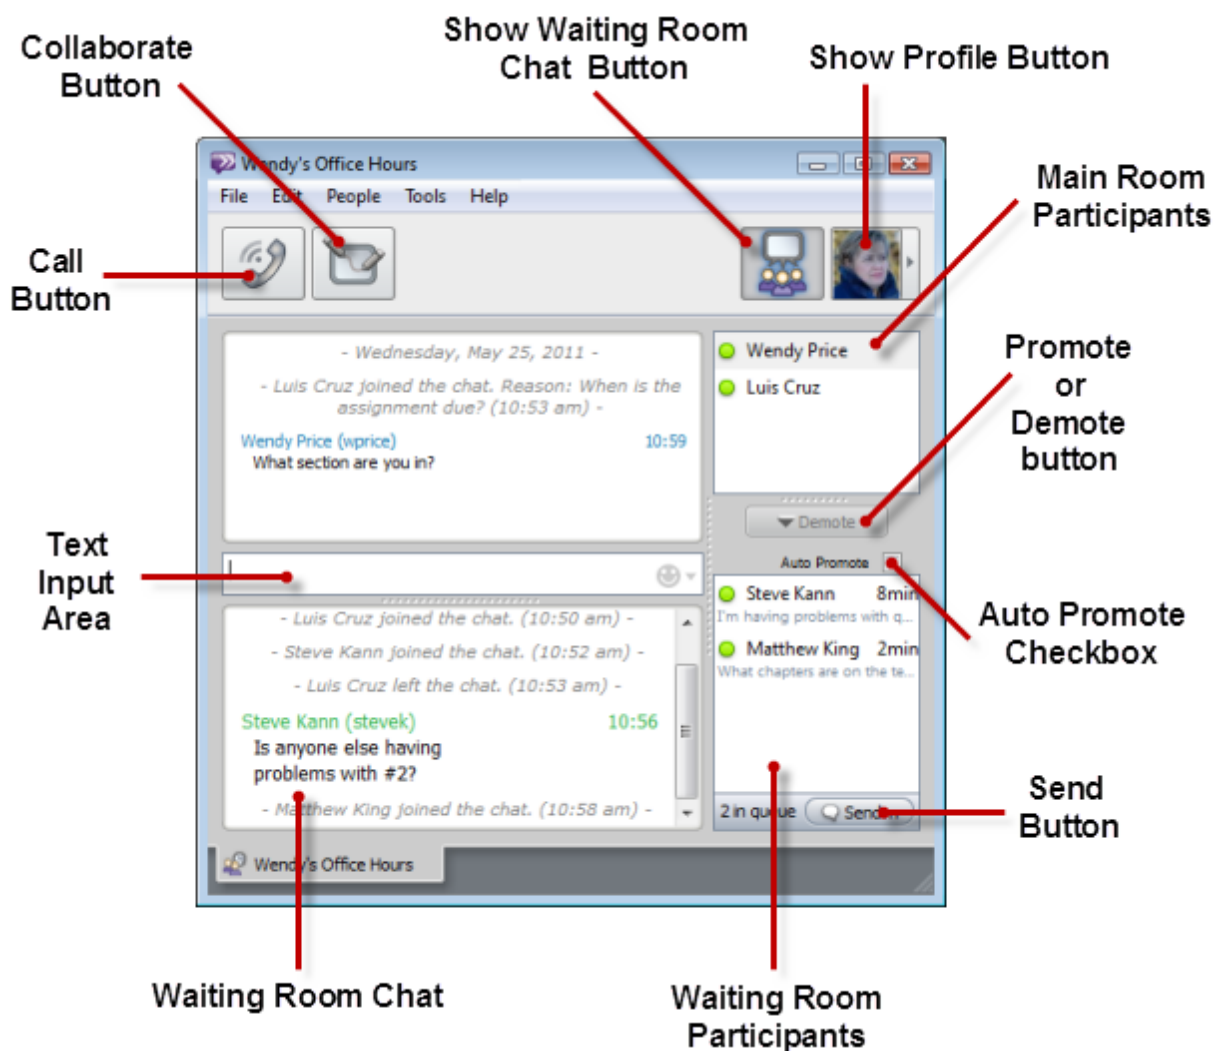 Collaborate
Button
Show Waiting Room
Chat Button
Show Profile Button
Main Room
Participants
Call
Button
Promote
or
Demote
button
Text
Input
Area
Auto Promote
Checkbox
Send
Button
Waiting Room Chat
Waiting Room
Participants
Wendy's Office Hours
File Edit People Tools Help
- Wednesday, May 25, 2011 -
- Luis Cruz joined the chat. Reason: When is the
assignment due? (10:53 am) -
Wendy Price (wprice) 10:59
What section are you in?
Wendy Price
Luis Cruz
Demote
Auto Promote
- Luis Cruz joined the chat. (10:50 am) -
- Steve Kann joined the chat. (10:52 am) -
- Luis Cruz left the chat. (10:53 am) -
Steve Kann (stevek) 10:56
Is anyone else having
problems with #2?
- Matthew King joined the chat. (10:58 am) -
Steve Kann 8min
I'm having problems with q...
Matthew King 2min
What chapters are on the te...
2 in queue Send
Wendy's Office Hours